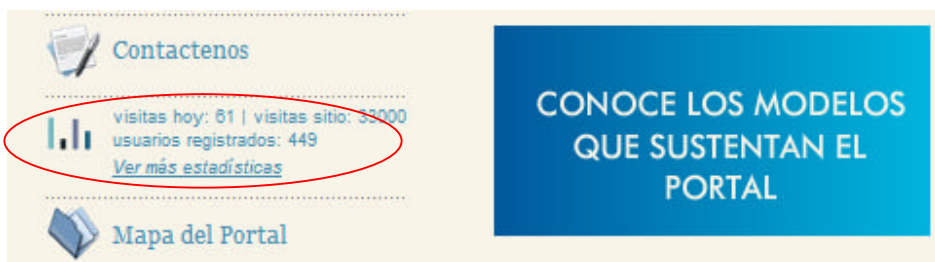 Contactenos
visitas hoy: 61 | visitas sitio: 33000
usuarios registrados: 449
Ver más estadísticas
Mapa del Portal
CONOCE LOS MODELOS
QUE SUSTENTAN EL
PORTAL